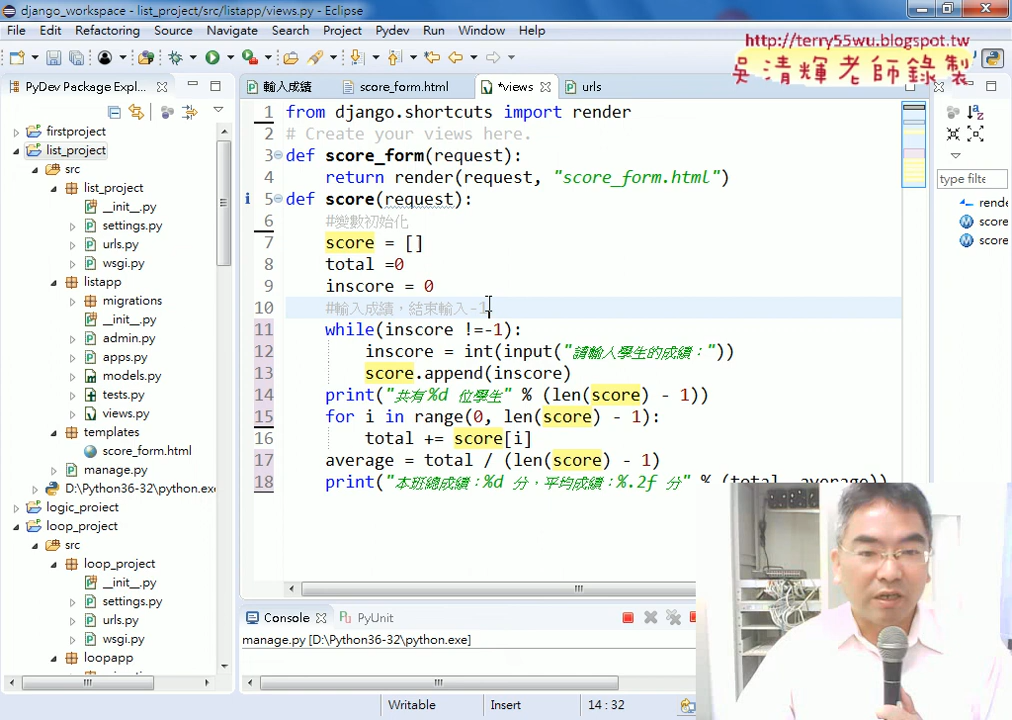 django_workspace - list_project/src/listapp/views.py - Eclipse
File Edit Refactoring Source Navigate Search Project Pydev Run Window Help
http://terry55wu.blogspot.tw
吳清輝老師錄製
PyDev Package Expl...
輸入成績 score_form.html *views urls
firstproject
list_project
src
list_project
__init__.py
settings.py
urls.py
wsgi.py
listapp
migrations
__init__.py
admin.py
apps.py
models.py
tests.py
views.py
templates
score_form.html
manage.py
D:\Python36-32\python.exe
logic_project
loop_project
src
loop_project
__init__.py
settings.py
urls.py
wsgi.py
loopapp
1 from django.shortcuts import render
2 # Create your views here.
3 def score_form(request):
4 return render(request, "score_form.html")
5 def score(request):
6 #變數初始化
7 score = []
8 total =0
9 inscore = 0
10 #輸入成績，結束輸入-1
11 while(inscore !=-1):
12 inscore = int(input("請輸人學生的成績："))
13 score.append(inscore)
14 print("共有%d 位學生" % (len(score) - 1))
15 for i in range(0, len(score) - 1):
16 total += score[i]
17 average = total / (len(score) - 1)
18 print("本班總成績：%d 分，平均成績：%.2f 分" % (total, average))
type filte
rende
score
score
Console PyUnit
manage.py [D:\Python36-32\python.exe]
Writable Insert 14 : 32